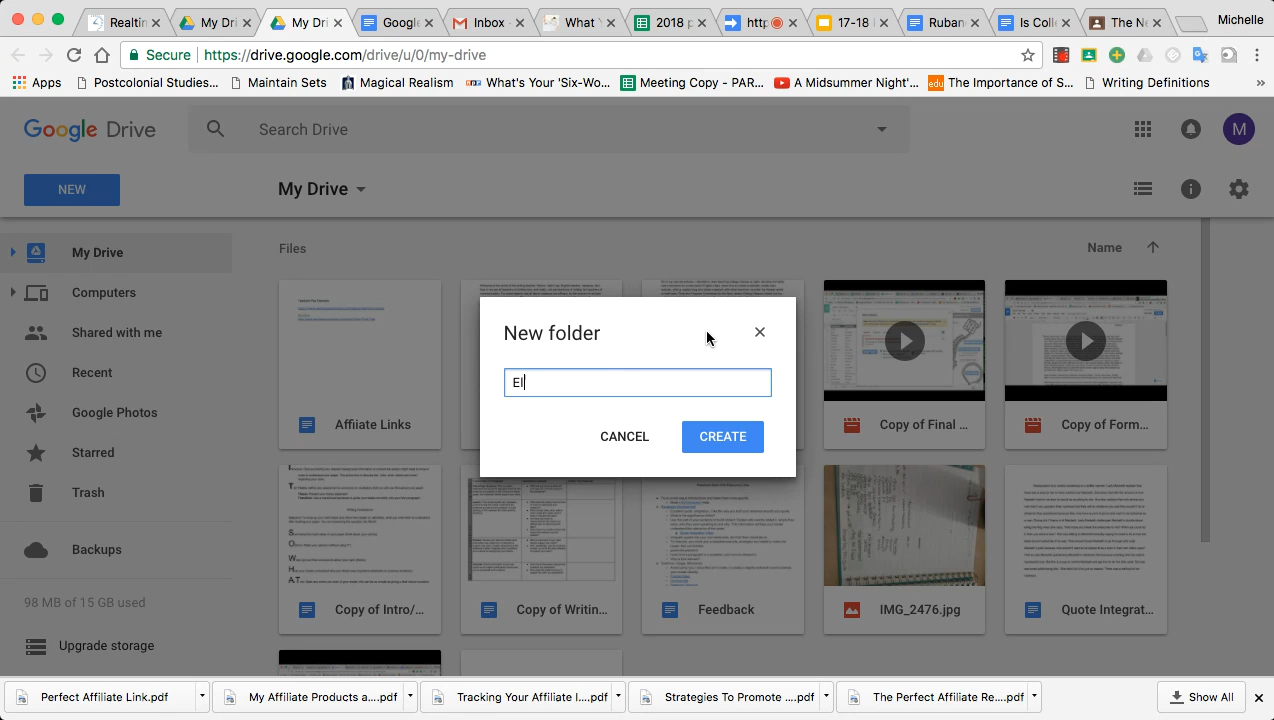 Realtin
My Dri
My Dri
Google
Inbox -
What Y
2018 p
http
17-18
Ruban
Is Colle
The Ne
Michelle
Secure
https://drive.google.com/drive/u/0/my-drive
Apps
Postcolonial Studies...
Maintain Sets
Magical Realism
What's Your 'Six-Wo...
Meeting Copy - PAR...
A Midsummer Night'...
edu
The Importance of S...
Writing Definitions
»
Google Drive
Search Drive
M
NEW
My Drive
My Drive
Computers
Shared with me
Recent
Google Photos
Starred
Trash
Backups
98 MB of 15 GB used
Upgrade storage
Files
Name
New folder
El
CANCEL
CREATE
Affiiate Links
Copy of Final ...
Copy of Form...
Copy of Intro/...
Copy of Writin...
Feedback
IMG_2476.jpg
Quote Integrat...
Perfect Affiliate Link.pdf
My Affiliate Products a....pdf
Tracking Your Affiliate I....pdf
Strategies To Promote ....pdf
The Perfect Affiliate Re....pdf
Show All